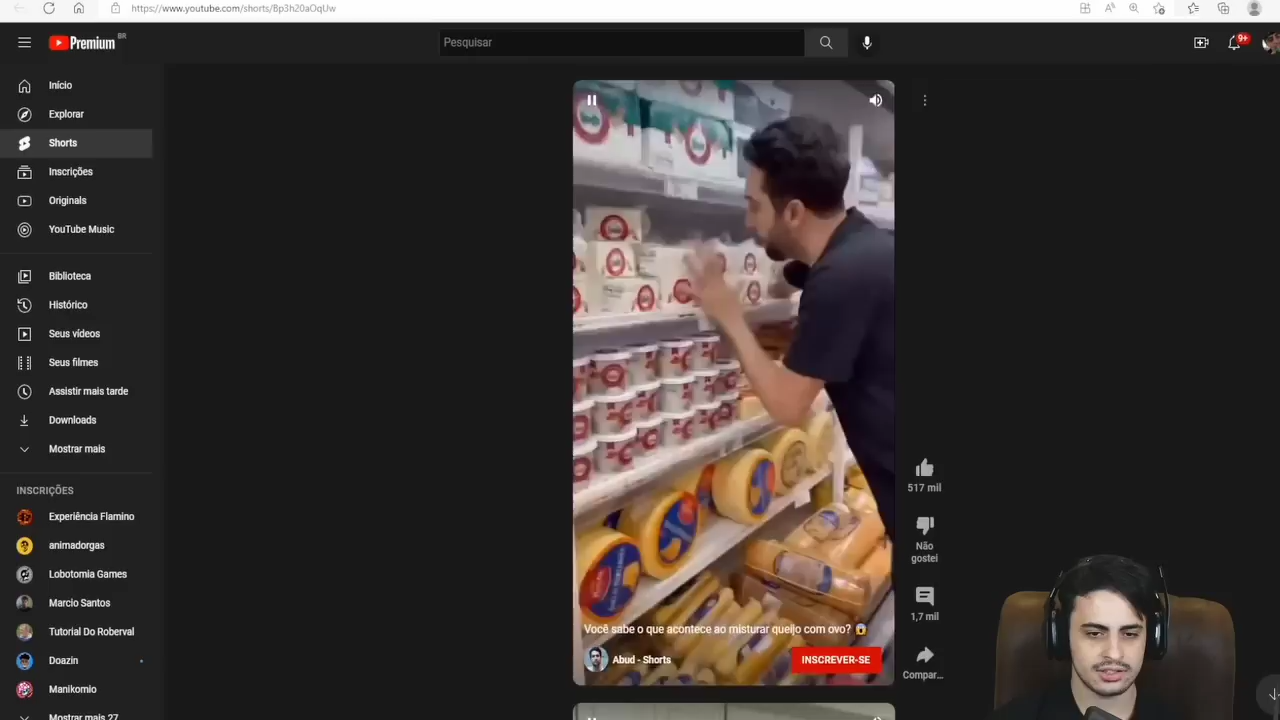 https://www.youtube.com/shorts/8p3h20aOqUw
Premium BR
Pesquisar
9+
Início
Explorar
Shorts
Inscrições
Originals
YouTube Music
Biblioteca
Histórico
Seus vídeos
Seus filmes
Assistir mais tarde
Downloads
Mostrar mais
INSCRIÇÕES
Experiência Flamino
animadorgas
Lobotomia Games
Marcio Santos
Tutorial Do Roberval
Doazin
Manikomio
Mostrar mais 27
Você sabe o que acontece ao misturar queijo com ovo?
Abud - Shorts
INSCREVER-SE
517 mil
Não
gostei
1,7 mil
Compar...